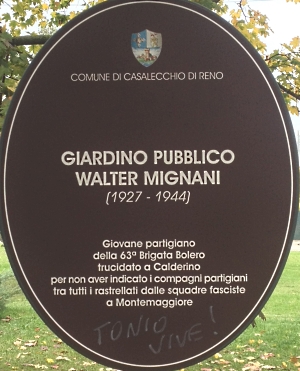 COMUNE DI CASALECCHIO DI RENO
GIARDINO PUBBLICO
WALTER MIGNANI
(1927 - 1944)
Giovane partigiano
della 63ª Brigata Bolero
trucidato a Calderino
per non aver indicato i compagni partigiani
tra tutti i rastrellati dalle squadre fasciste
a Montemaggiore
TONIO
VIVE!